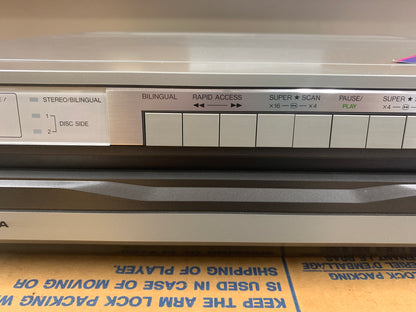 STEREO/BILINGUAL
1
DISC SIDE
2
BILINGUAL
RAPID ACCESS
◀◀ ▶▶
SUPER ★ SCAN
×16 ×4
PAUSE/
PLAY
SUPER ★
×4
A
KEEP THE ARM LOCK PACKING W
IS USED IN CASE OF MOVING OR
SHIPPING OF PLAYER.
D'EMBALLAGE